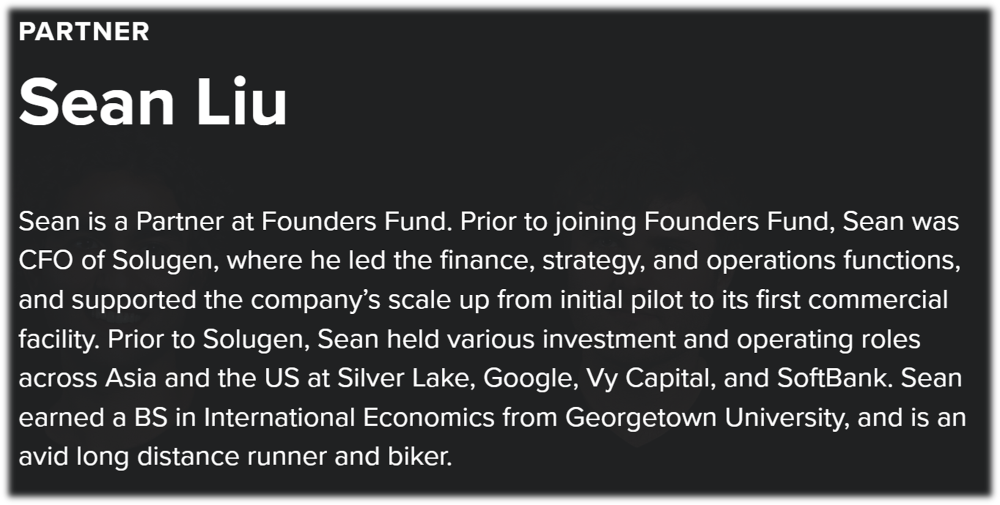 PARTNER
Sean Liu
Sean is a Partner at Founders Fund. Prior to joining Founders Fund, Sean was
CFO of Solugen, where he led the finance, strategy, and operations functions,
and supported the company’s scale up from initial pilot to its first commercial
facility. Prior to Solugen, Sean held various investment and operating roles
across Asia and the US at Silver Lake, Google, Vy Capital, and SoftBank. Sean
earned a BS in International Economics from Georgetown University, and is an
avid long distance runner and biker.